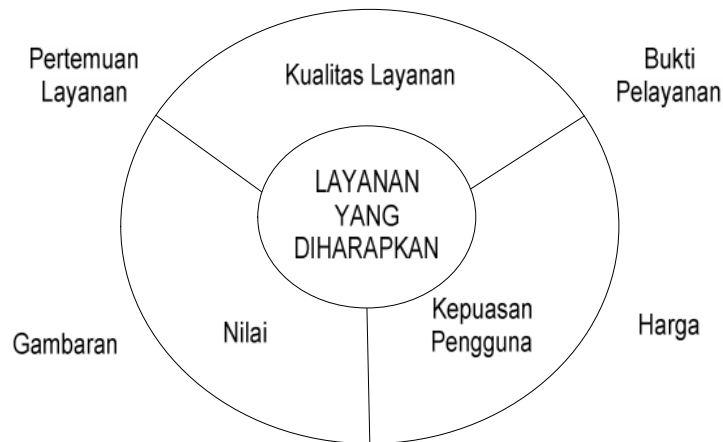 Pertemuan
Layanan
Kualitas Layanan
Bukti
Pelayanan
LAYANAN
YANG
DIHARAPKAN
Gambaran
Nilai
Kepuasan
Pengguna
Harga